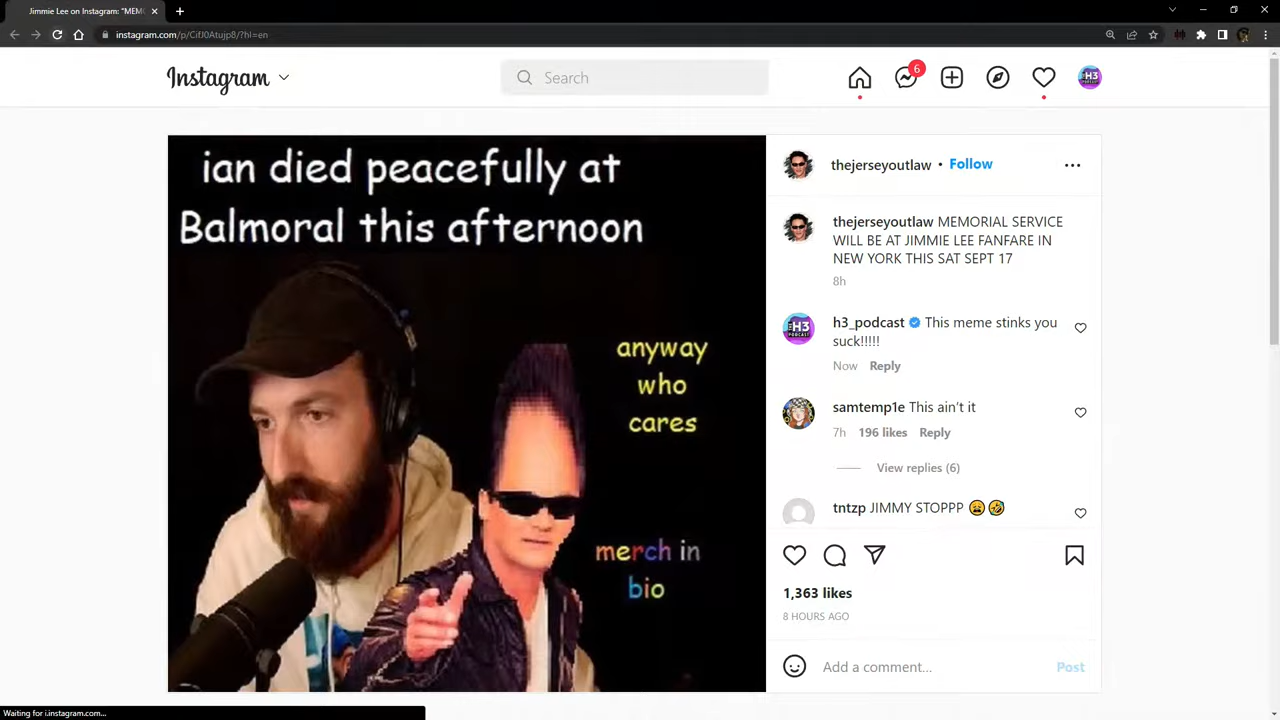 Jimmie Lee on Instagram: "MEM
instagram.com/p/CifJ0Atujp8/?hl=en
Instagram
Search
6
ian died peacefully at
Balmoral this afternoon
anyway
who
cares
merch in
bio
thejerseyoutlaw • Follow
thejerseyoutlaw MEMORIAL SERVICE
WILL BE AT JIMMIE LEE FANFARE IN
NEW YORK THIS SAT SEPT 17
8h
h3_podcast This meme stinks you
suck!!!!!
Now Reply
samtemp1e This ain't it
7h 196 likes Reply
View replies (6)
tntzp JIMMY STOPPP 😩🤣
1,363 likes
8 HOURS AGO
Add a comment...
Post
Waiting for i.instagram.com...